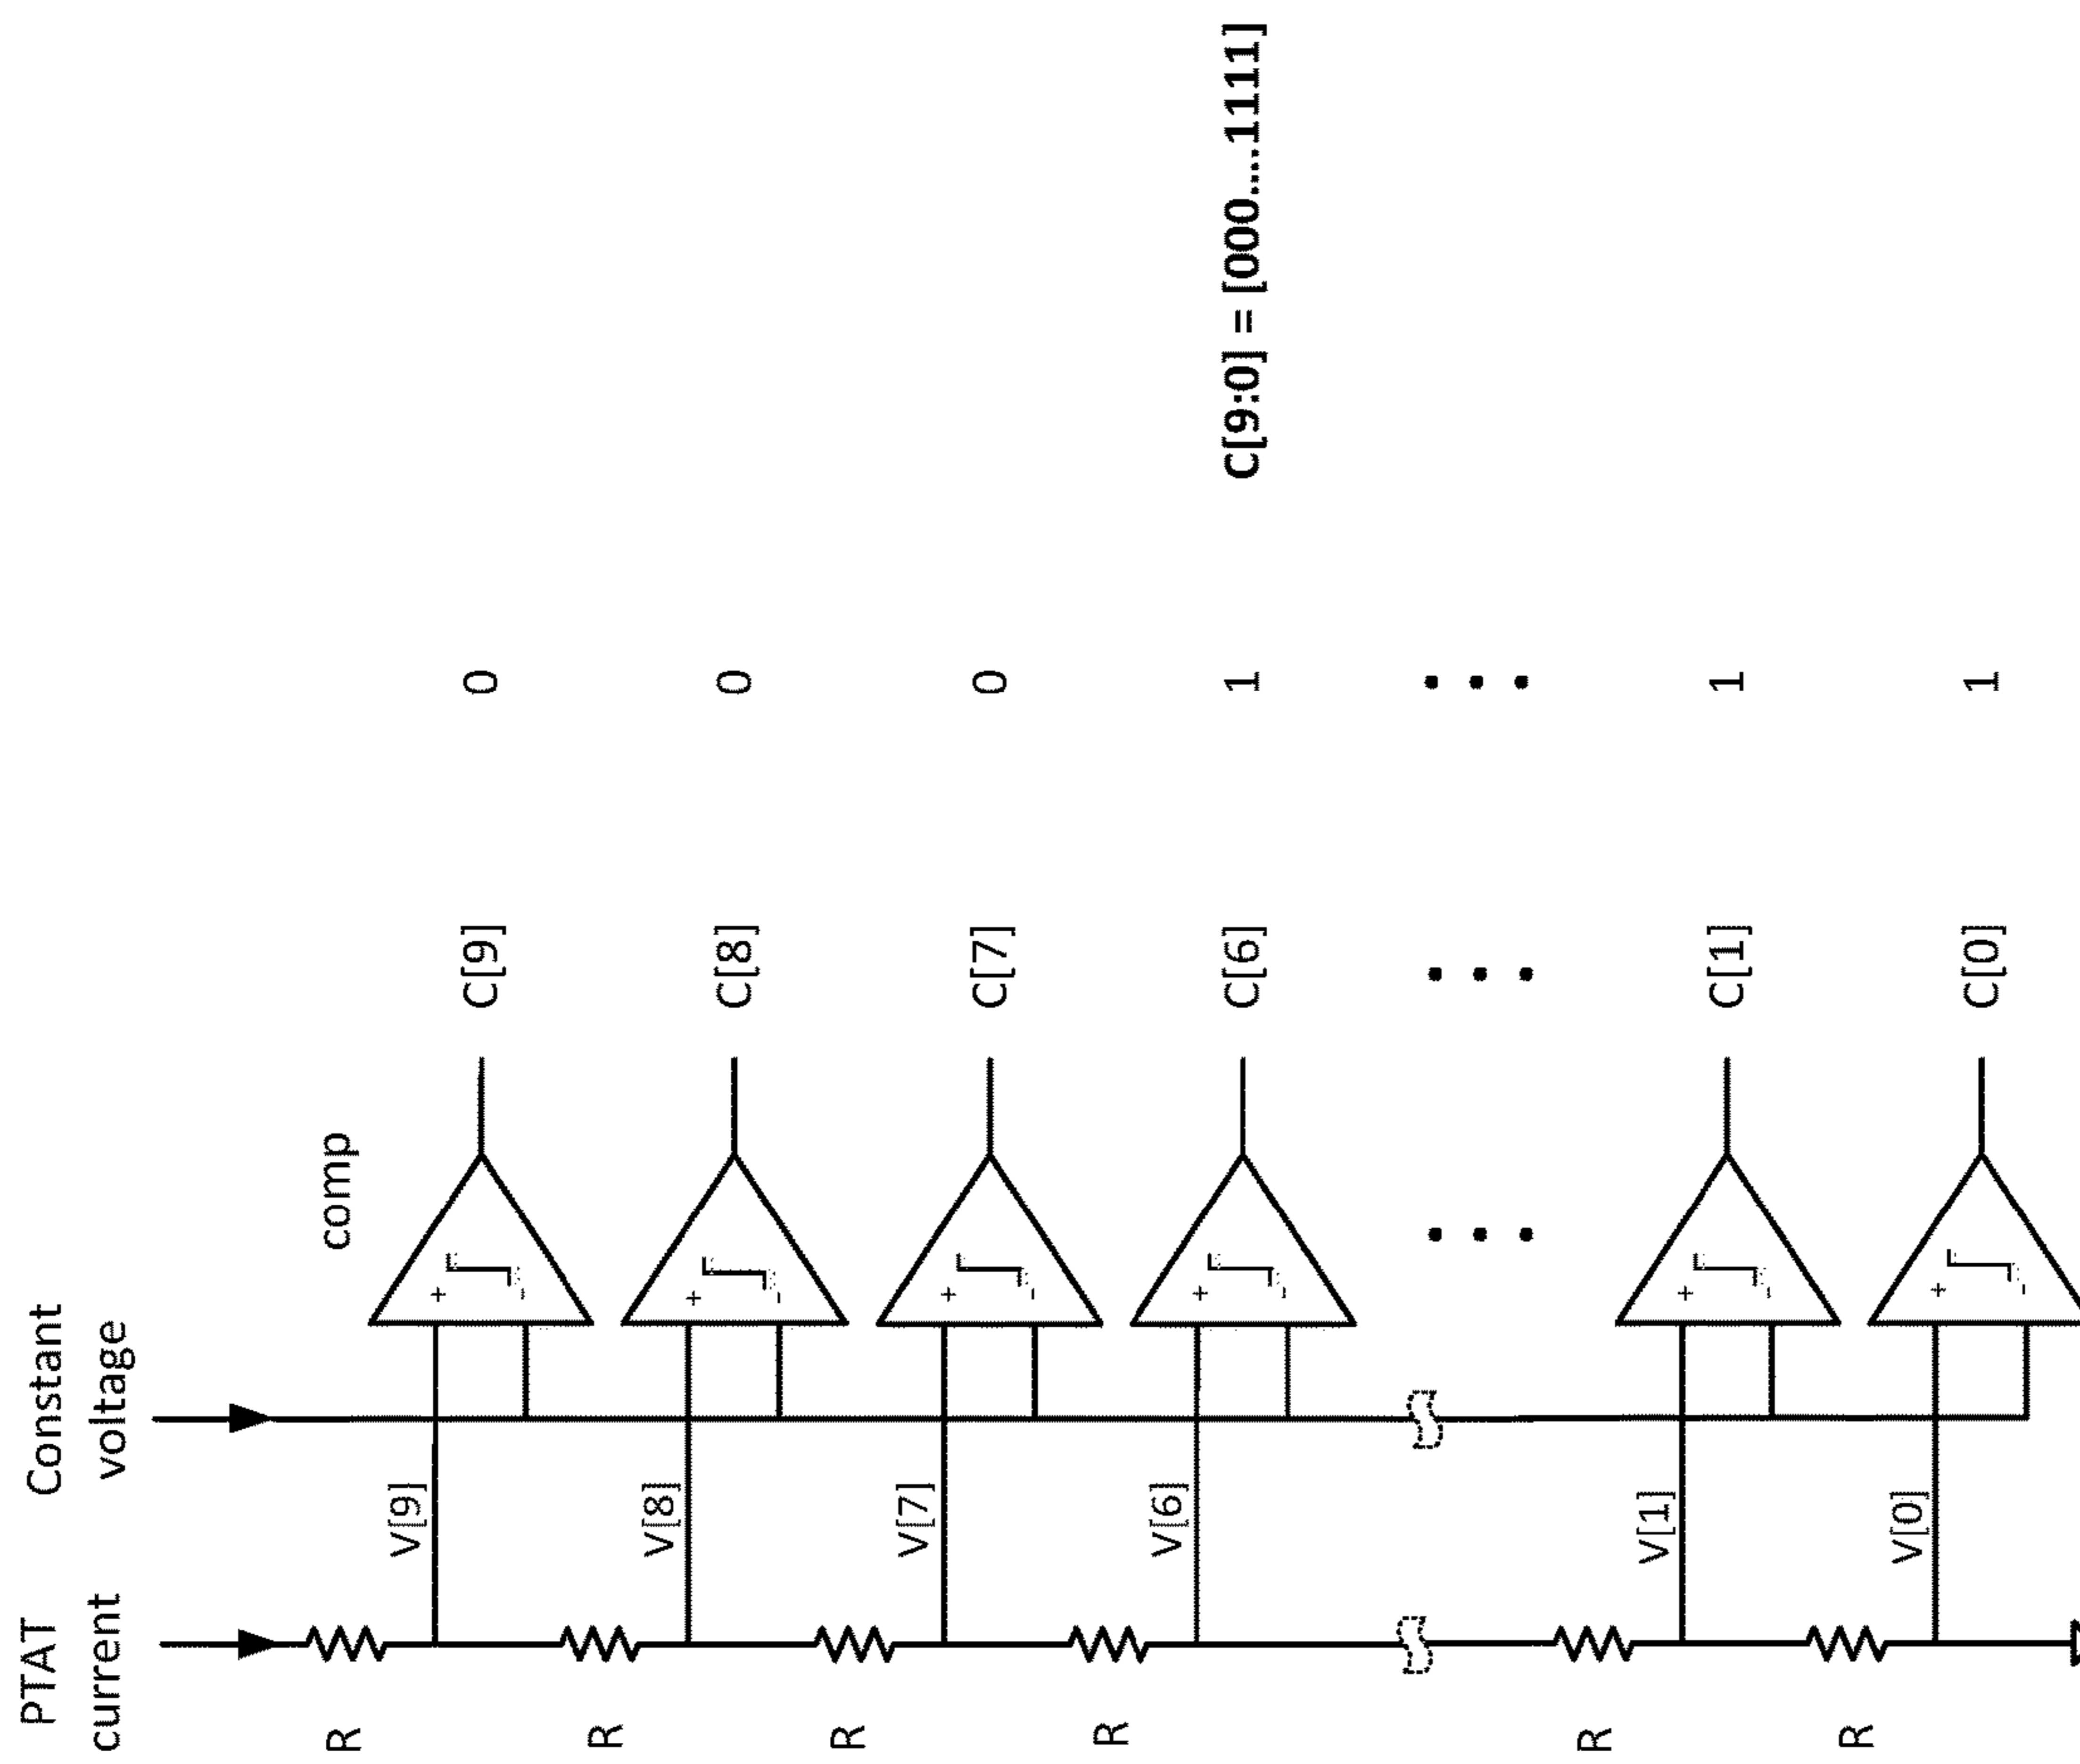 PTAT
current
Constant
voltage
comp
R
V[9]
+
-
C[9]
0
R
V[8]
+
-
C[8]
0
R
V[7]
+
-
C[7]
0
R
V[6]
+
-
C[6]
1
C[9:0] = [000....1111]
R
V[1]
+
-
C[1]
1
R
V[0]
+
-
C[0]
1